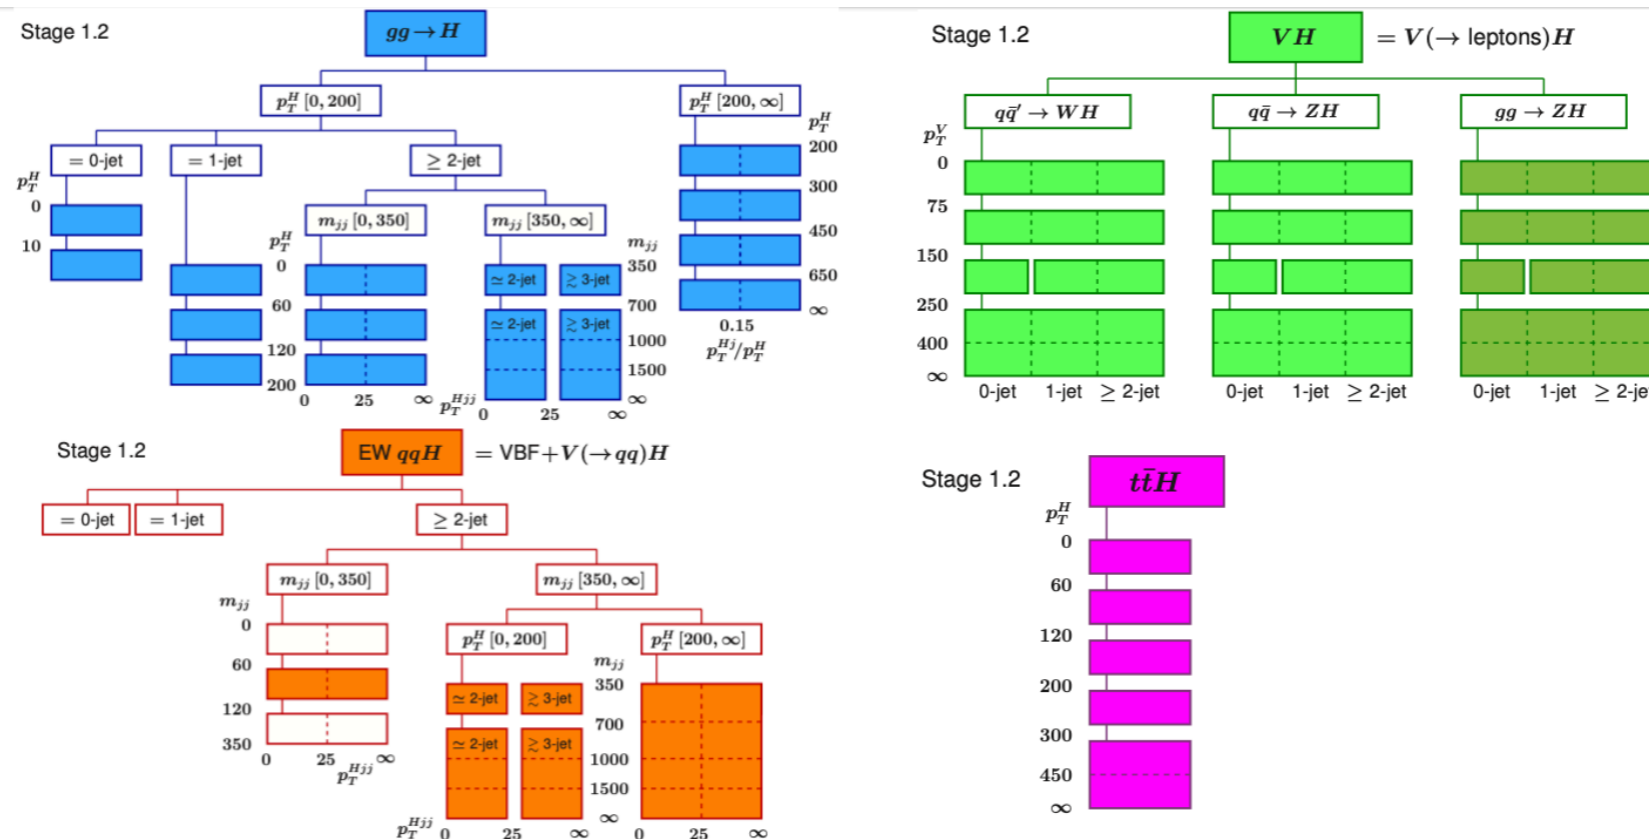 Stage 1.2
gg → H
p_T^H [0, 200]
p_T^H [200, ∞]
= 0-jet
= 1-jet
≥ 2-jet
p_T^H
0
10
m_jj [0, 350]
m_jj [350, ∞]
p_T^H
0
60
120
200
0 25 ∞
≃ 2-jet ≳ 3-jet
≃ 2-jet ≳ 3-jet
m_jj
350
700
1000
1500
∞
p_T^Hjj 0 25 ∞
p_T^H
200
300
450
650
∞
0.15
p_T^Hj/p_T^H
Stage 1.2
VH = V(→ leptons)H
qq̄′ → WH
qq̄ → ZH
gg → ZH
p_T^V
0
75
150
250
400
∞
0-jet 1-jet ≥ 2-jet
0-jet 1-jet ≥ 2-jet
0-jet 1-jet ≥ 2-je
Stage 1.2
EW qqH = VBF+V(→qq)H
= 0-jet
= 1-jet
≥ 2-jet
m_jj [0, 350]
m_jj [350, ∞]
m_jj
0
60
120
350
0 25 ∞
p_T^Hjj
p_T^H [0, 200]
p_T^H [200, ∞]
≃ 2-jet ≳ 3-jet
≃ 2-jet ≳ 3-jet
m_jj
350
700
1000
1500
∞
p_T^Hjj 0 25 ∞
0 25 ∞
Stage 1.2
tt̄H
p_T^H
0
60
120
200
300
450
∞